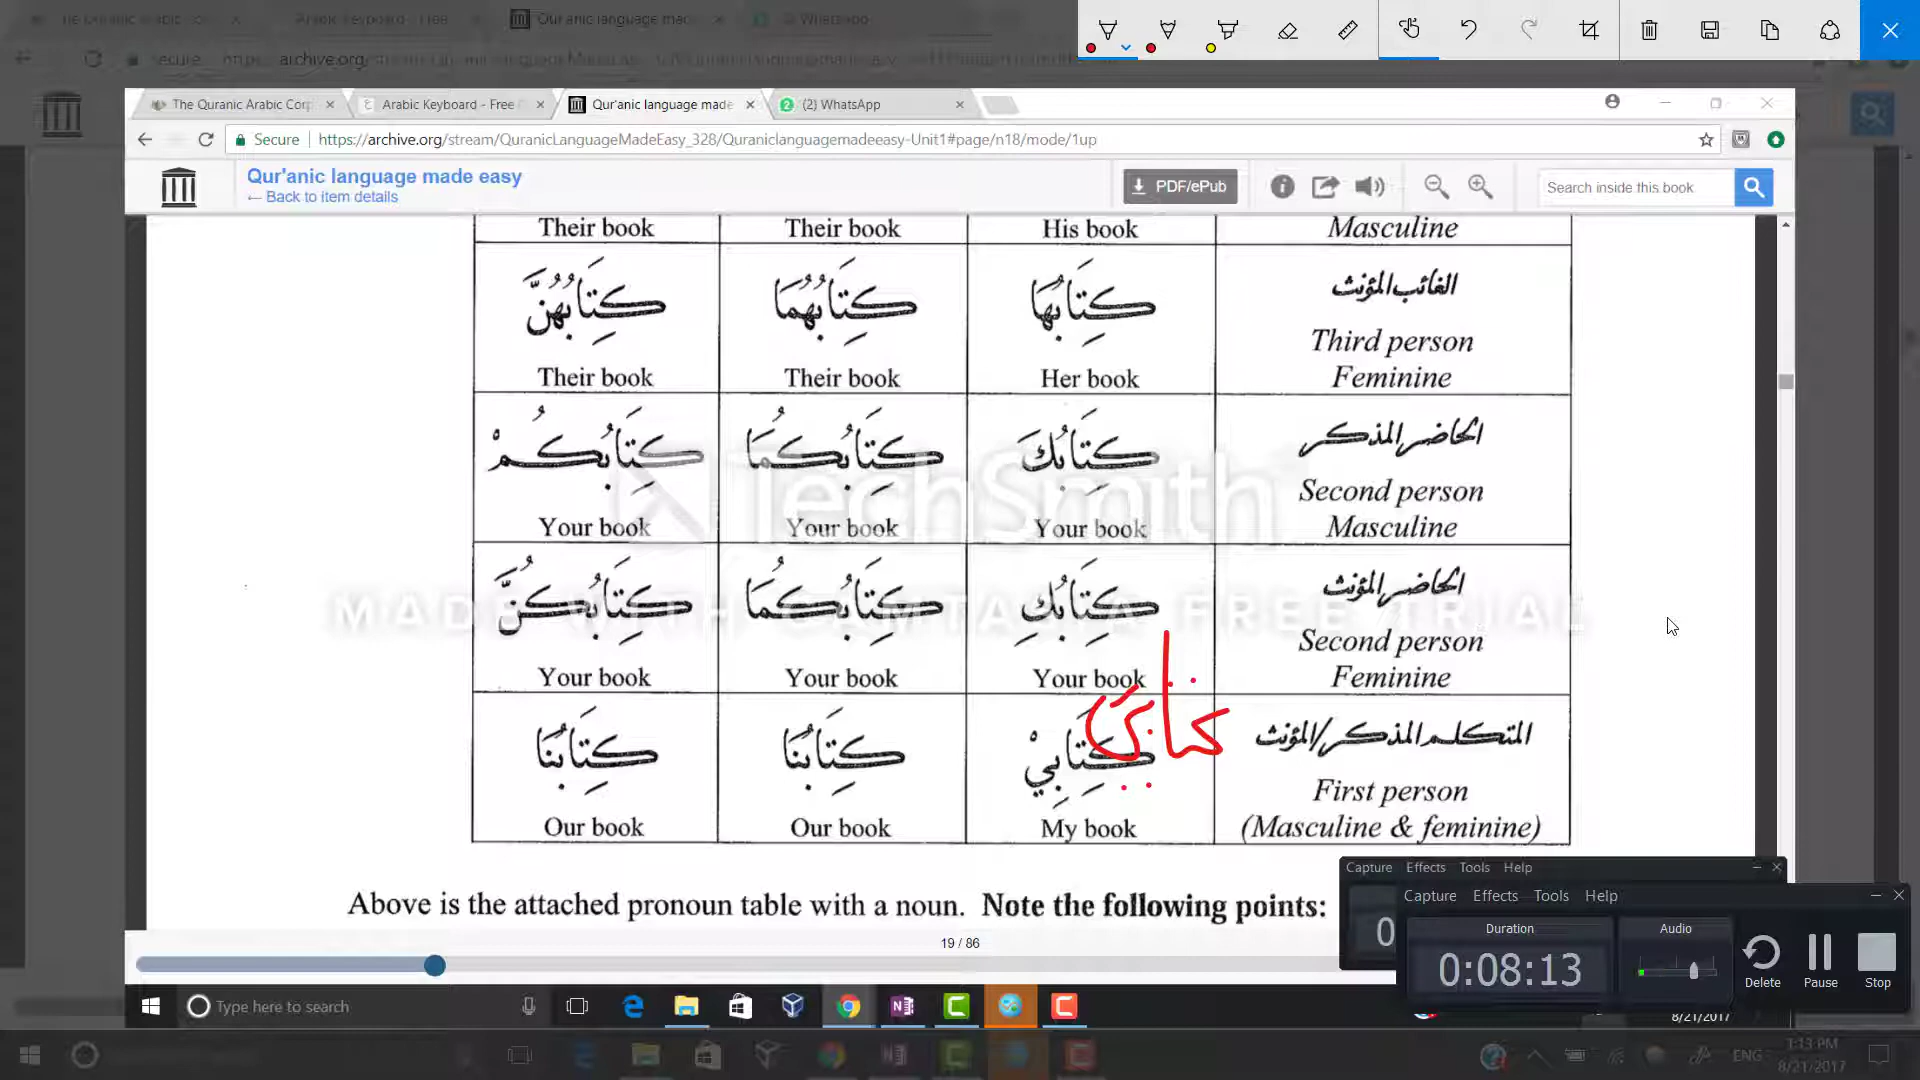 The Quranic Arabic Corp
Arabic Keyboard - Free
Qur'anic language made
(2) WhatsApp
Secure
https://archive.org/stream/QuranicLanguageMadeEasy_328/Quraniclanguagemadeeasy-Unit1#page/n18/mode/1up
Qur'anic language made easy
← Back to item details
PDF/ePub
Search inside this book
Their book Their book His book Masculine
كِتَابُهُنَّ كِتَابُهُمَا كِتَابُهَا الغائب المؤنث
Third person
Their book Their book Her book Feminine
كِتَابُكُمْ كِتَابُكُمَا كِتَابُكَ الحاضر المذكر
Second person
Your book Your book Your book Masculine
كِتَابُكُنَّ كِتَابُكُمَا كِتَابُكِ الحاضر المؤنث
Second person
Your book Your book Your book Feminine
كتابي
كِتَابُنَا كِتَابُنَا كِتَابِيْ المتكلم المذكر/المؤنث
First person
Our book Our book My book (Masculine & feminine)
TechSmith
MADE WITH CAMTASIA FREE TRIAL
Above is the attached pronoun table with a noun. Note the following points:
19 / 86
Capture Effects Tools Help
Capture Effects Tools Help
Duration
Audio
0:08:13
Delete Pause Stop
Type here to search
8/21/2017
1:13 PM
ENG
8/21/2017